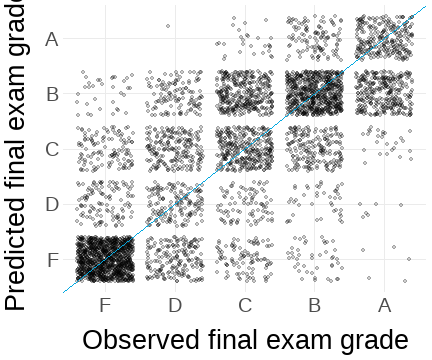 Predicted final exam grade
A
B
C
D
F
F D C B A
Observed final exam grade